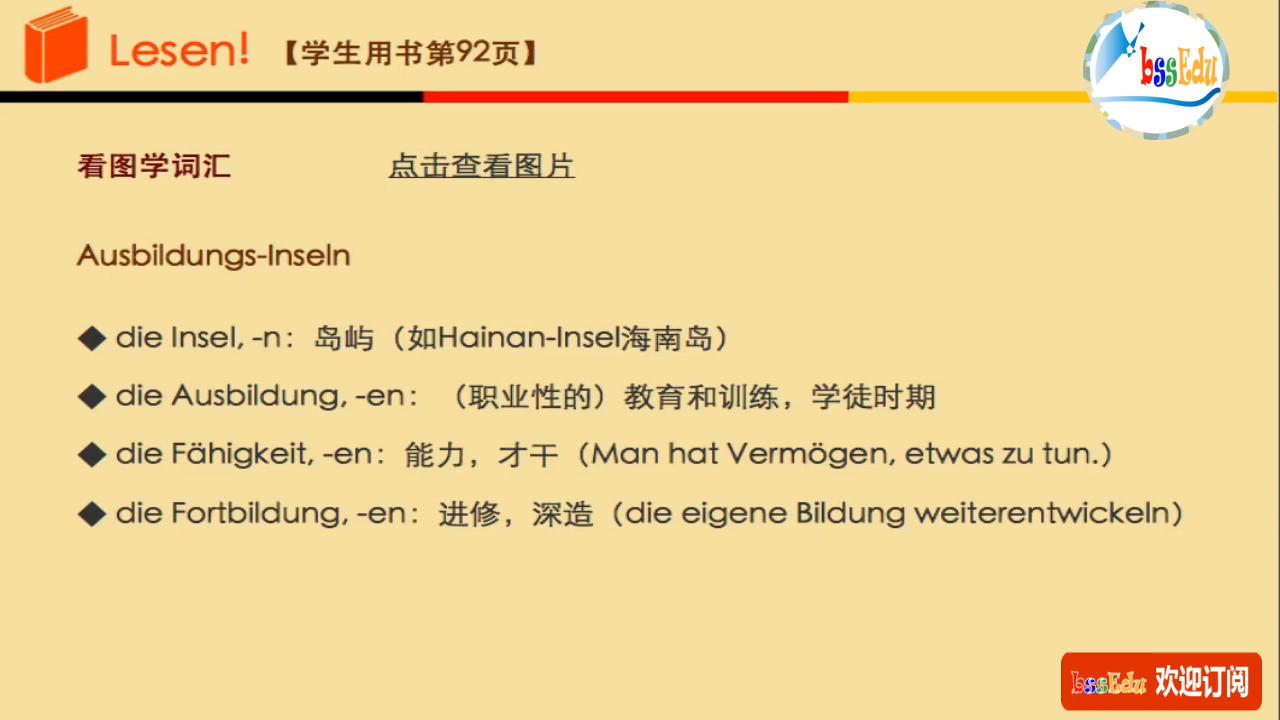 Lesen! 【学生用书第92页】
bssEdu
看图学词汇 点击查看图片
Ausbildungs-Inseln
◆ die Insel, -n：岛屿（如Hainan-Insel海南岛）
◆ die Ausbildung, -en：（职业性的）教育和训练，学徒时期
◆ die Fähigkeit, -en：能力，才干（Man hat Vermögen, etwas zu tun.）
◆ die Fortbildung, -en：进修，深造（die eigene Bildung weiterentwickeln）
bssEdu 欢迎订阅